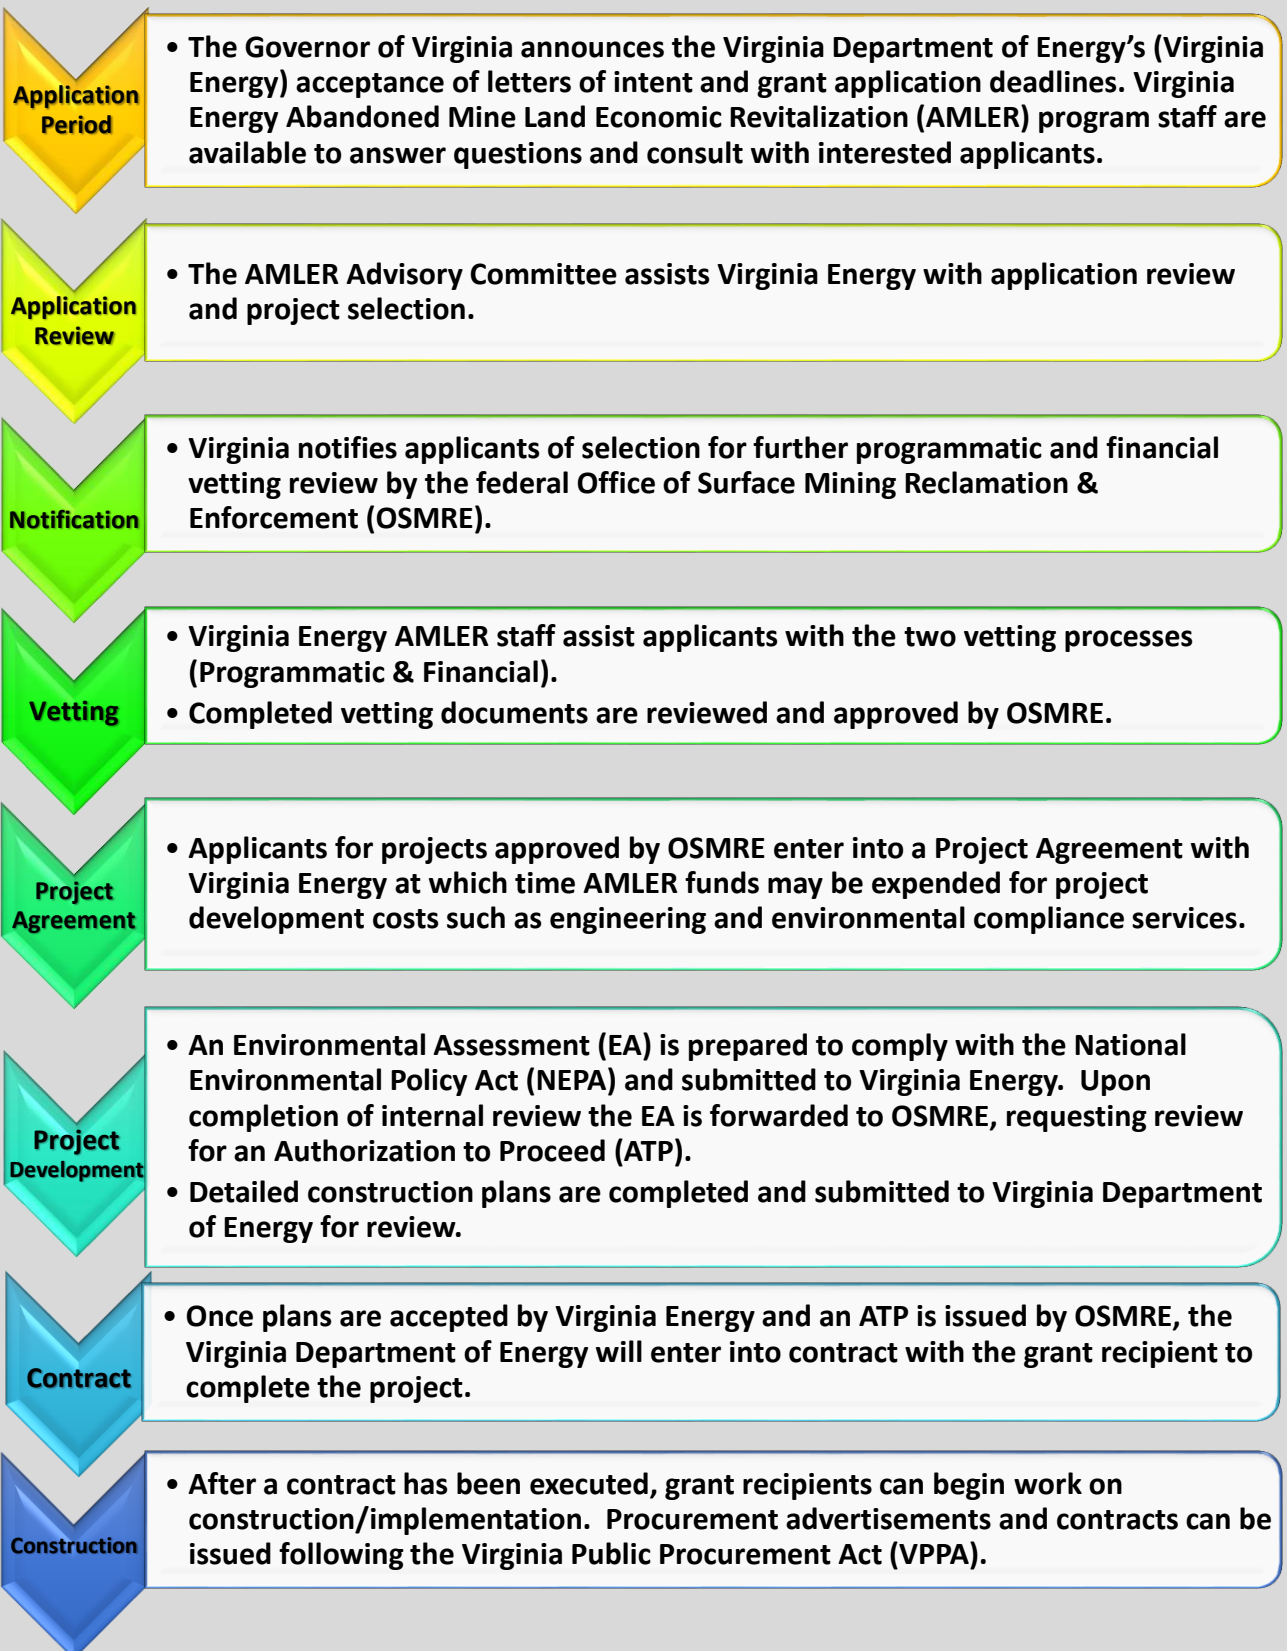 Application
Period
• The Governor of Virginia announces the Virginia Department of Energy’s (Virginia
Energy) acceptance of letters of intent and grant application deadlines. Virginia
Energy Abandoned Mine Land Economic Revitalization (AMLER) program staff are
available to answer questions and consult with interested applicants.
Application
Review
• The AMLER Advisory Committee assists Virginia Energy with application review
and project selection.
Notification
• Virginia notifies applicants of selection for further programmatic and financial
vetting review by the federal Office of Surface Mining Reclamation &
Enforcement (OSMRE).
Vetting
• Virginia Energy AMLER staff assist applicants with the two vetting processes
(Programmatic & Financial).
• Completed vetting documents are reviewed and approved by OSMRE.
Project
Agreement
• Applicants for projects approved by OSMRE enter into a Project Agreement with
Virginia Energy at which time AMLER funds may be expended for project
development costs such as engineering and environmental compliance services.
Project
Development
• An Environmental Assessment (EA) is prepared to comply with the National
Environmental Policy Act (NEPA) and submitted to Virginia Energy.  Upon
completion of internal review the EA is forwarded to OSMRE, requesting review
for an Authorization to Proceed (ATP).
• Detailed construction plans are completed and submitted to Virginia Department
of Energy for review.
Contract
• Once plans are accepted by Virginia Energy and an ATP is issued by OSMRE, the
Virginia Department of Energy will enter into contract with the grant recipient to
complete the project.
Construction
• After a contract has been executed, grant recipients can begin work on
construction/implementation.  Procurement advertisements and contracts can be
issued following the Virginia Public Procurement Act (VPPA).